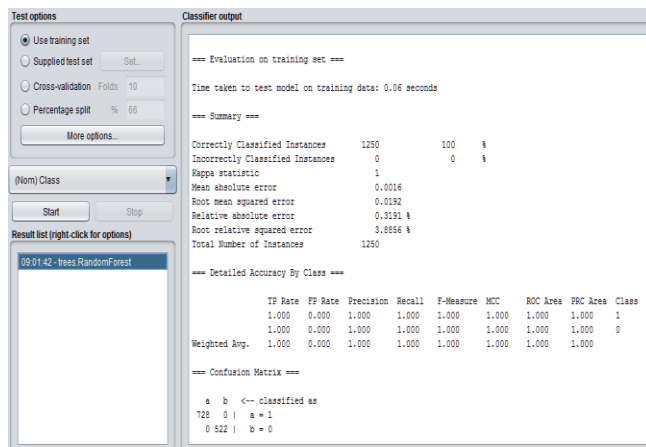 Test options
Use training set
Supplied test set Set...
Cross-validation Folds 10
Percentage split % 66
More options...
(Nom) Class
Start Stop
Result list (right-click for options)
09:01:42 - trees.RandomForest
Classifier output
=== Evaluation on training set ===
Time taken to test model on training data: 0.06 seconds
=== Summary ===
Correctly Classified Instances 1250 100 %
Incorrectly Classified Instances 0 0 %
Kappa statistic 1
Mean absolute error 0.0016
Root mean squared error 0.0192
Relative absolute error 0.3191 %
Root relative squared error 3.8856 %
Total Number of Instances 1250
=== Detailed Accuracy By Class ===
TP Rate FP Rate Precision Recall F-Measure MCC ROC Area PRC Area Class
1.000 0.000 1.000 1.000 1.000 1.000 1.000 1.000 1
1.000 0.000 1.000 1.000 1.000 1.000 1.000 1.000 0
Weighted Avg. 1.000 0.000 1.000 1.000 1.000 1.000 1.000 1.000
=== Confusion Matrix ===
a b <-- classified as
728 0 | a = 1
0 522 | b = 0